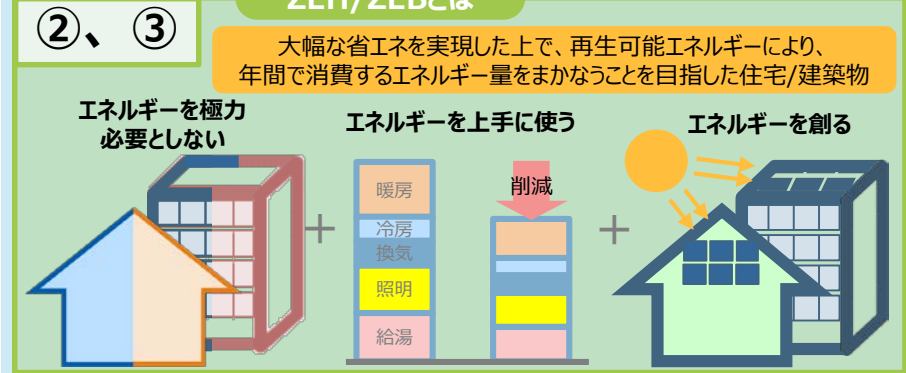 ZEH/ZEBとは
②、③
大幅な省エネを実現した上で、再生可能エネルギーにより、
年間で消費するエネルギー量をまかなうことを目指した住宅/建築物
エネルギーを極力
必要としない
エネルギーを上手に使う
エネルギーを創る
暖房
冷房
換気
照明
給湯
削減
+
+